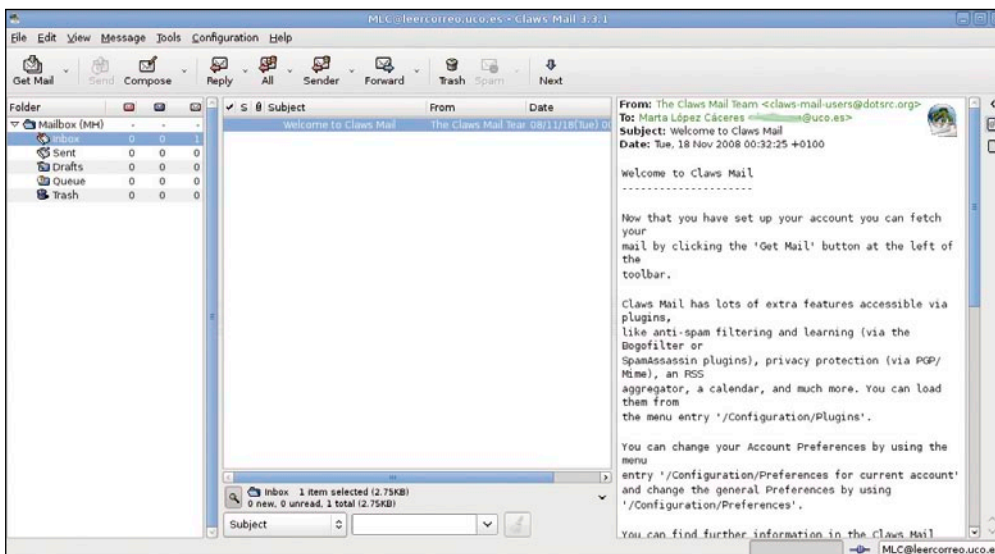 MLC@leercorreo.uco.es - Claws Mail 3.3.1
File Edit View Message Tools Configuration Help
Get Mail Send Compose Reply All Sender Forward Trash Spam Next
Folder
Mailbox (MH) - - -
Inbox 0 0 1
Sent 0 0 0
Drafts 0 0 0
Queue 0 0 0
Trash 0 0 0
S Subject From Date
Welcome to Claws Mail The Claws Mail Tear 08/11/18(Tue) 00
Inbox 1 item selected (2.75KB)
0 new, 0 unread, 1 total (2.75KB)
Subject
From: The Claws Mail Team <claws-mail-users@dotsrc.org>
To: Marta López Cáceres @uco.es>
Subject: Welcome to Claws Mail
Date: Tue, 18 Nov 2008 00:32:25 +0100
Welcome to Claws Mail
---------------------
Now that you have set up your account you can fetch
your
mail by clicking the 'Get Mail' button at the left of
the
toolbar.
Claws Mail has lots of extra features accessible via
plugins,
like anti-spam filtering and learning (via the
Bogofilter or
SpamAssassin plugins), privacy protection (via PGP/
Mime), an RSS
aggregator, a calendar, and much more. You can load
them from
the menu entry '/Configuration/Plugins'.
You can change your Account Preferences by using the
menu
entry '/Configuration/Preferences for current account'
and change the general Preferences by using
'/Configuration/Preferences'.
You can find further information in the Claws Mail
MLC@leercorreo.uco.e